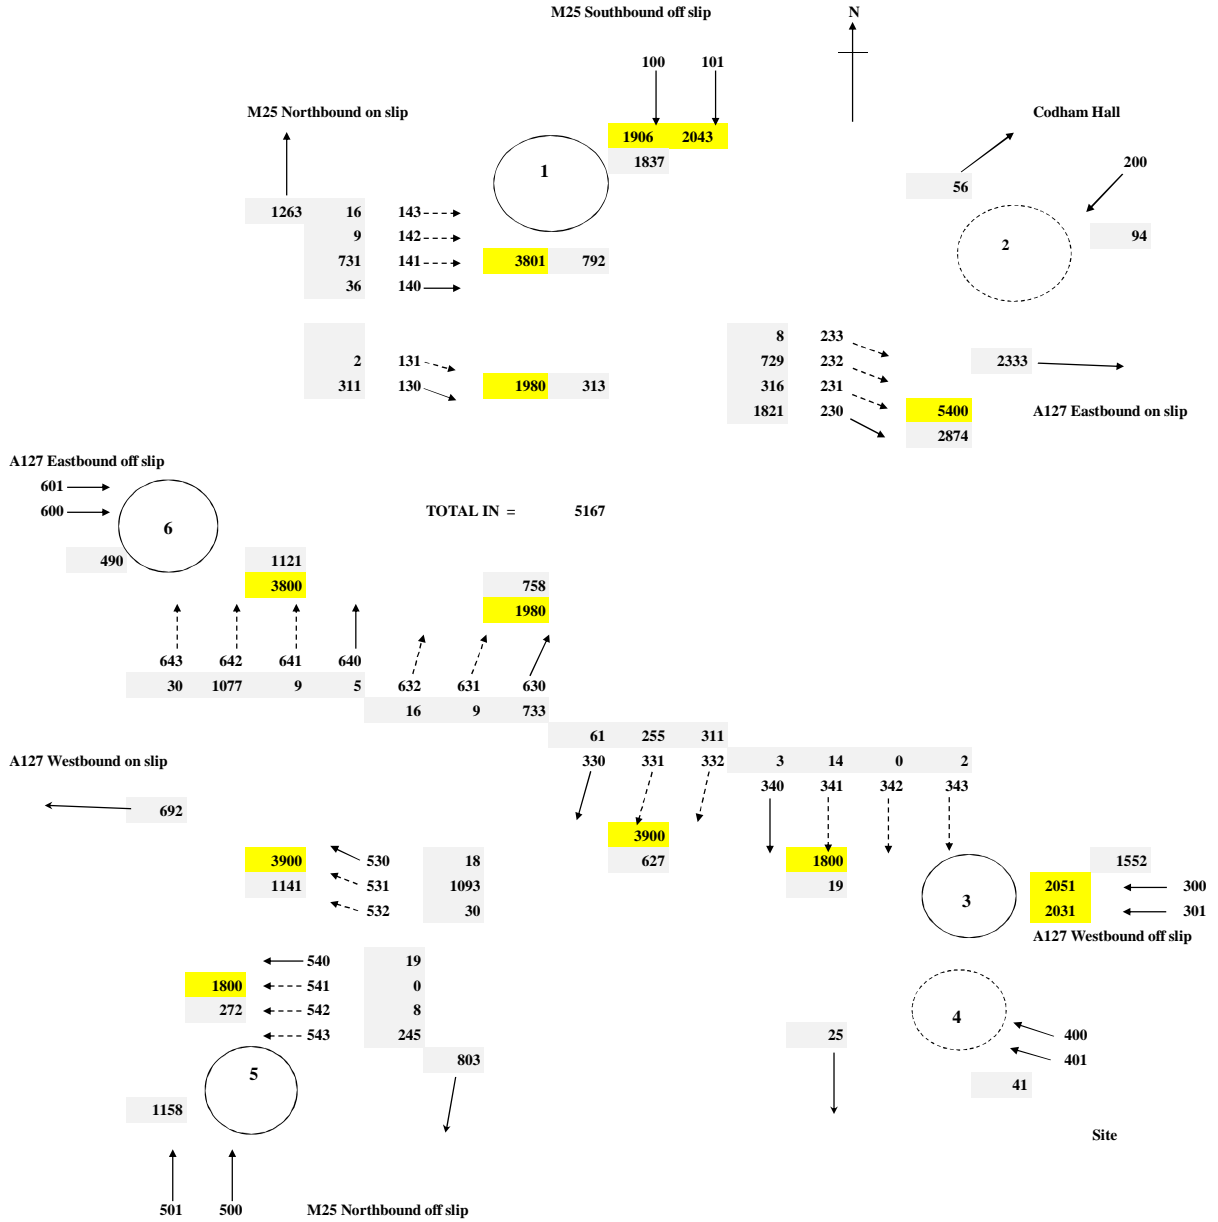 M25 Southbound off slip N
100 101
M25 Northbound on slip Codham Hall
1906 2043
1 1837 200
56
1263 16 143
9 142 2 94
731 141 3801 792
36 140
8 233
2 131 729 232 2333
311 130 1980 313 316 231
1821 230 5400 A127 Eastbound on slip
2874
A127 Eastbound off slip
601
600 TOTAL IN = 5167
6
490 1121
3800 758
1980
643 642 641 640
30 1077 9 5 632 631 630
16 9 733
61 255 311
A127 Westbound on slip 330 331 332 3 14 0 2
340 341 342 343
692
3900
3900 530 18 627 1800 1552
1141 531 1093 19 2051 300
532 30 3 2031 301
A127 Westbound off slip
540 19
1800 541 0
272 542 8 4
543 245 25 400
803 401
5 41
1158
Site
501 500 M25 Northbound off slip